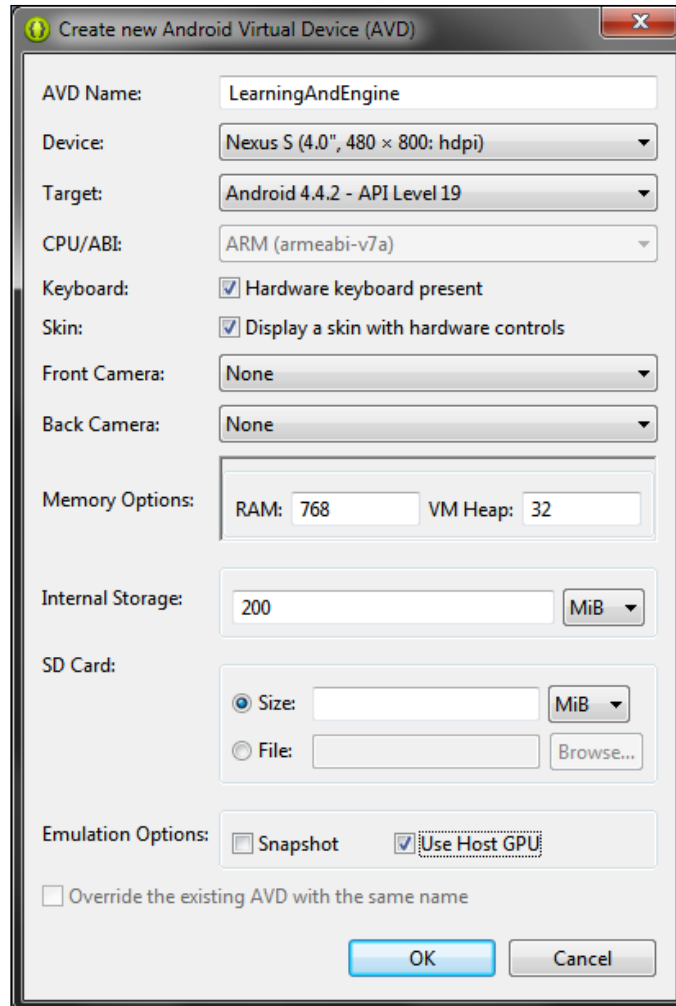 Create new Android Virtual Device (AVD)
AVD Name: LearningAndEngine
Device: Nexus S (4.0", 480 × 800: hdpi)
Target: Android 4.4.2 - API Level 19
CPU/ABI: ARM (armeabi-v7a)
Keyboard: Hardware keyboard present
Skin: Display a skin with hardware controls
Front Camera: None
Back Camera: None
Memory Options: RAM: 768 VM Heap: 32
Internal Storage: 200 MiB
SD Card:
Size: MiB
File: Browse...
Emulation Options: Snapshot Use Host GPU
Override the existing AVD with the same name
OK Cancel